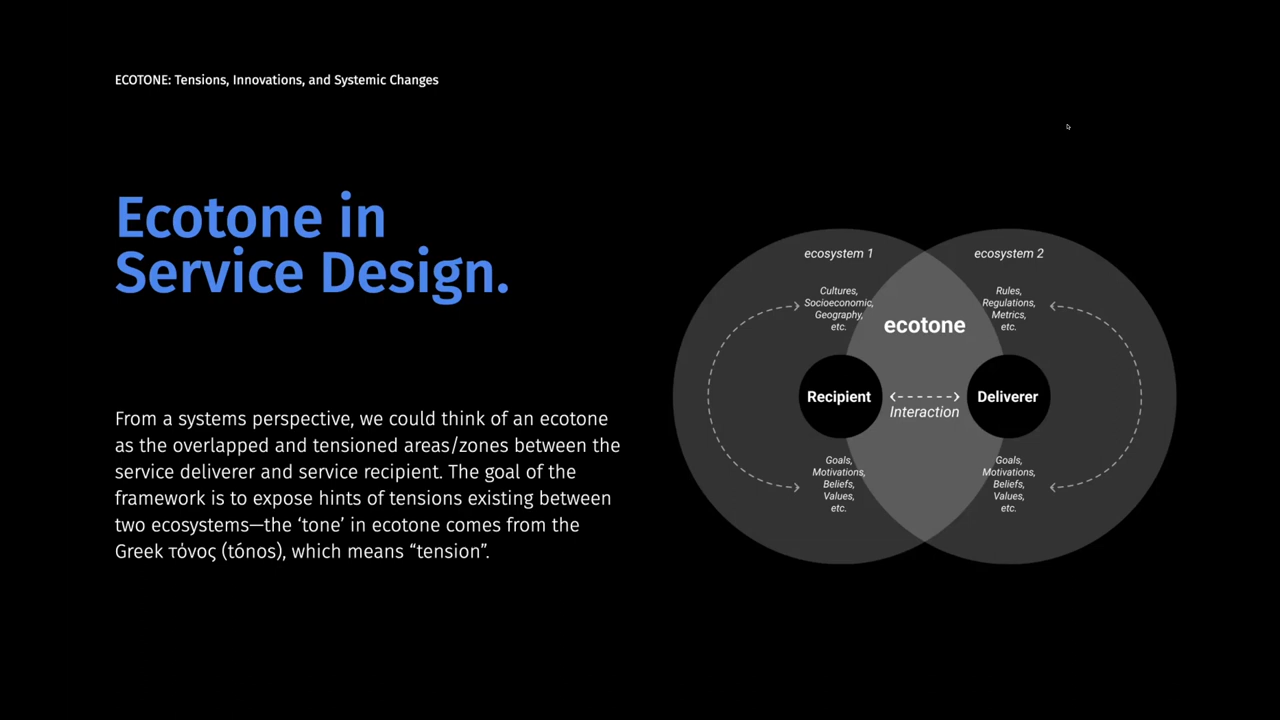 ECOTONE: Tensions, Innovations, and Systemic Changes
Ecotone in
Service Design.
From a systems perspective, we could think of an ecotone
as the overlapped and tensioned areas/zones between the
service deliverer and service recipient. The goal of the
framework is to expose hints of tensions existing between
two ecosystems—the ‘tone’ in ecotone comes from the
Greek τόνος (tónos), which means “tension”.
ecosystem 1
Cultures,
Socioeconomic,
Geography,
etc.
Recipient
Goals,
Motivations,
Beliefs,
Values,
etc.
ecotone
Interaction
ecosystem 2
Rules,
Regulations,
Metrics,
etc.
Deliverer
Goals,
Motivations,
Beliefs,
Values,
etc.